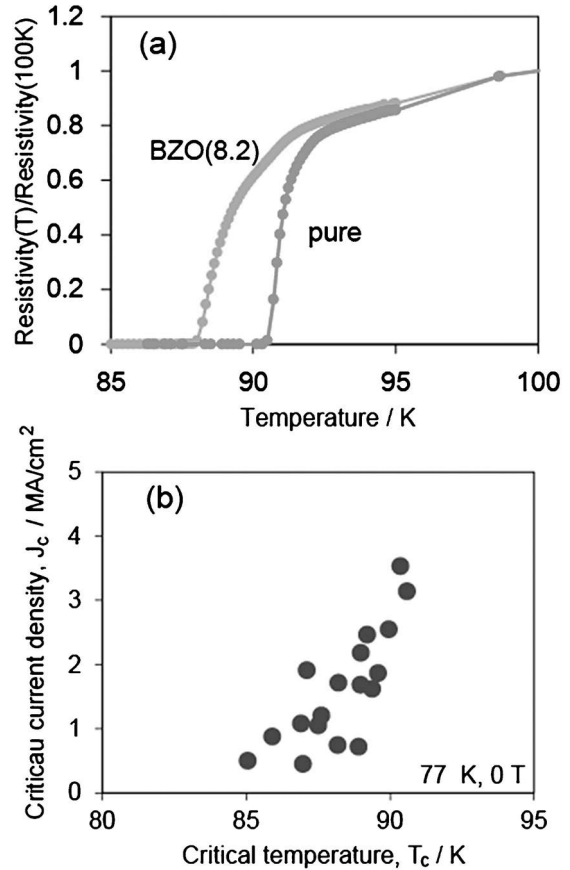 (a)
Resistivity(T)/Resistivity(100K)
1.2
1
0.8
0.6
0.4
0.2
0
BZO(8.2)
pure
85
90
95
100
Temperature / K
(b)
Criticau current density, Jc / MA/cm2
5
4
3
2
1
0
77 K, 0 T
80
85
90
95
Critical temperature, Tc / K